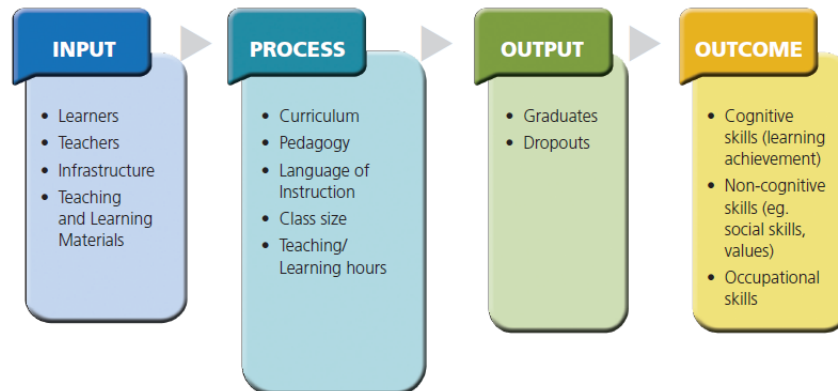 INPUT
• Learners
• Teachers
• Infrastructure
• Teaching
and Learning
Materials
PROCESS
• Curriculum
• Pedagogy
• Language of
Instruction
• Class size
• Teaching/
Learning hours
OUTPUT
• Graduates
• Dropouts
OUTCOME
• Cognitive
skills (learning
achievement)
• Non-cognitive
skills (eg.
social skills,
values)
• Occupational
skills